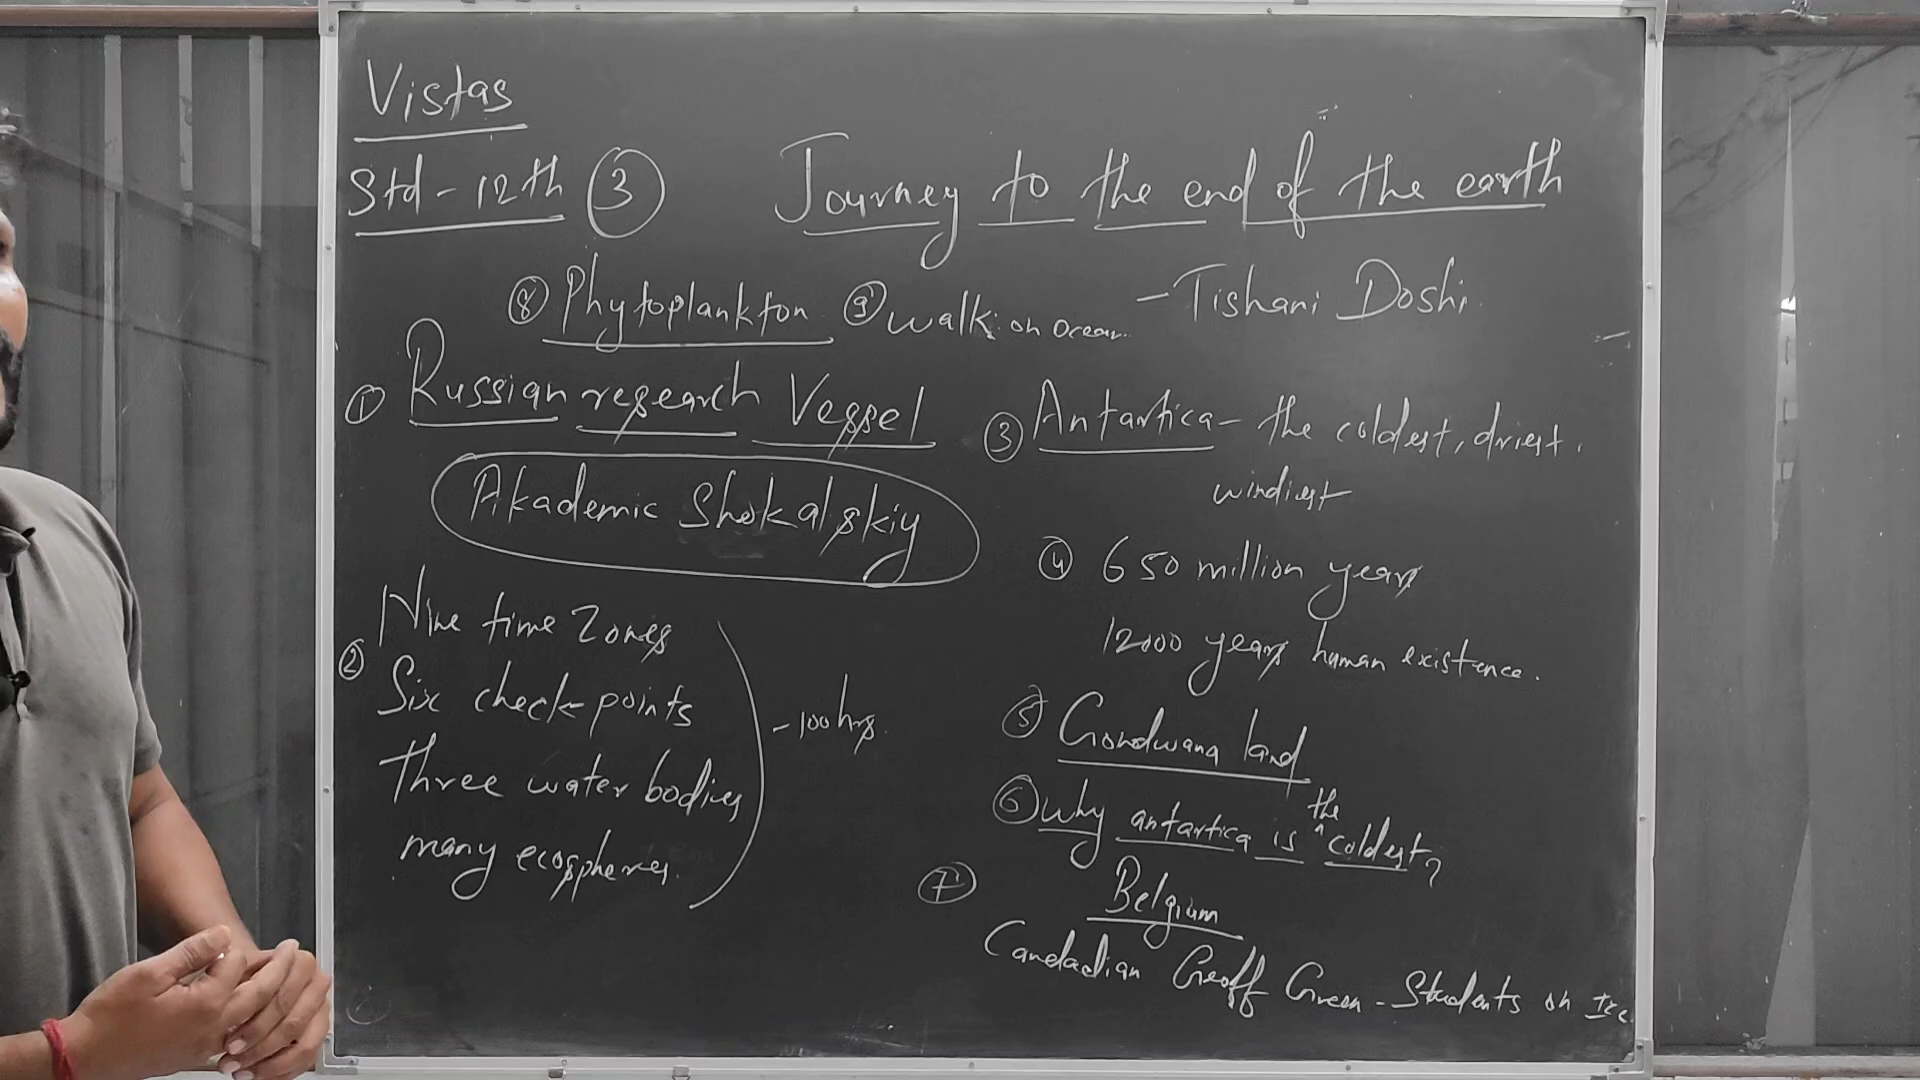 Vistas
Std - 12th ③ Journey to the end of the earth
- Tishani Doshi
⑧ Phytoplankton ⑨ walk on ocean
① Russian research Vessel
Akademic Shokalskiy
② Nine time Zones
Six check points
three water bodies
many ecospheres.
- 100 hrs.
③ Antartica - the coldest, driest,
windiest
④ 650 million years
12000 years human existence.
⑤ Gondwana land
⑥ why antartica is ^the coldest?
⑦ Belgium
Candadian Geoff Green - Students on Ice